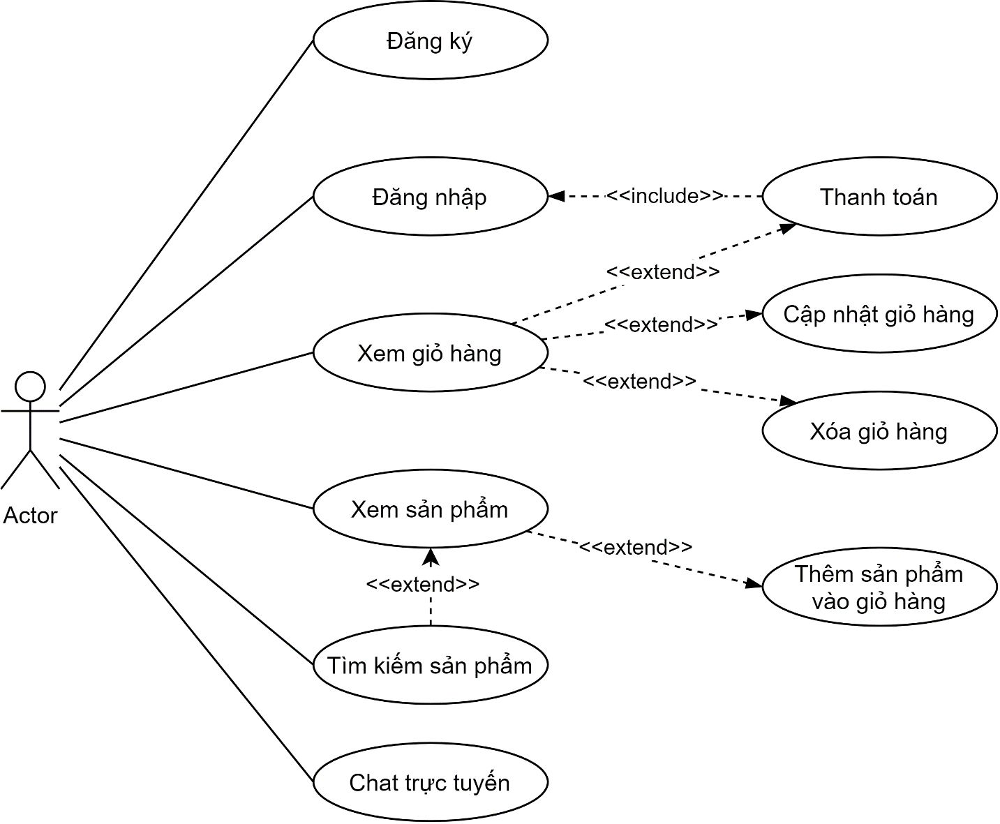 Đăng ký
Đăng nhập
<<include>>
Thanh toán
<<extend>>
Xem giỏ hàng
<<extend>>
Cập nhật giỏ hàng
<<extend>>
Xóa giỏ hàng
Actor
Xem sản phẩm
<<extend>>
<<extend>>
Thêm sản phẩm
vào giỏ hàng
Tìm kiếm sản phẩm
Chat trực tuyến